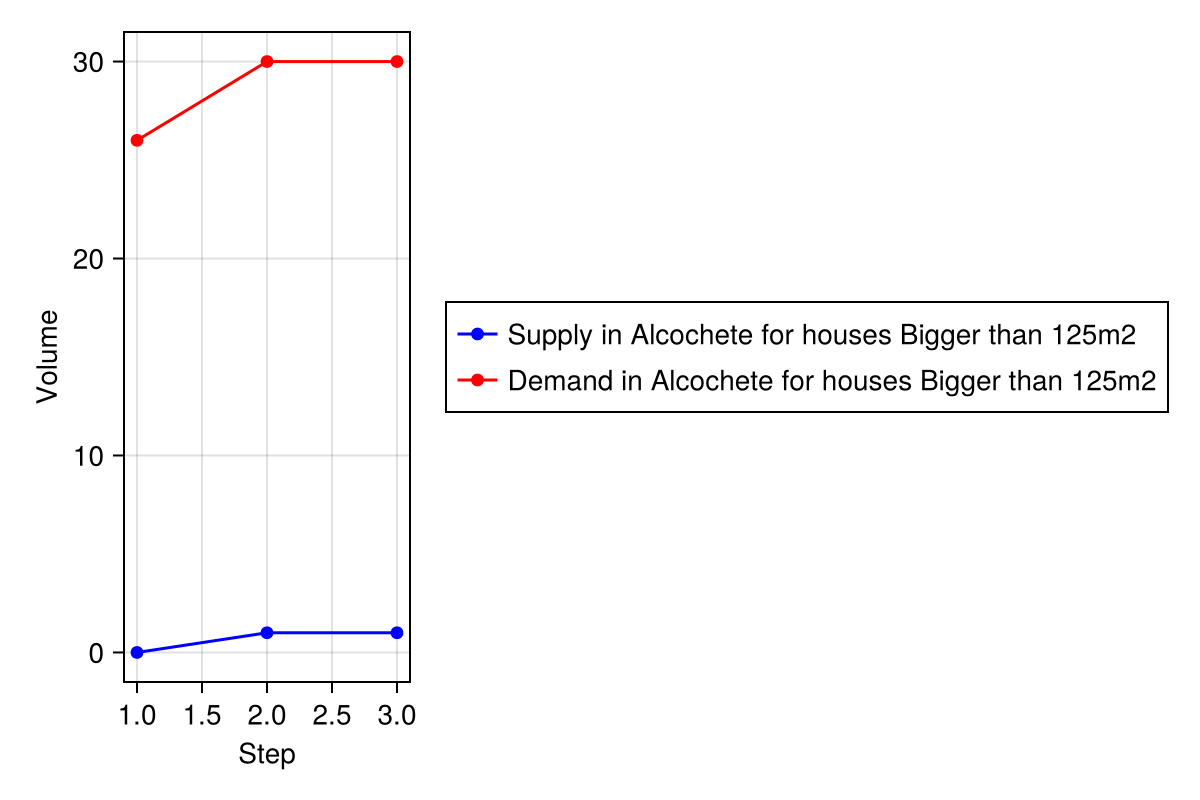 30
20
10
0
Volume
1.0 1.5 2.0 2.5 3.0
Step
Supply in Alcochete for houses Bigger than 125m2
Demand in Alcochete for houses Bigger than 125m2